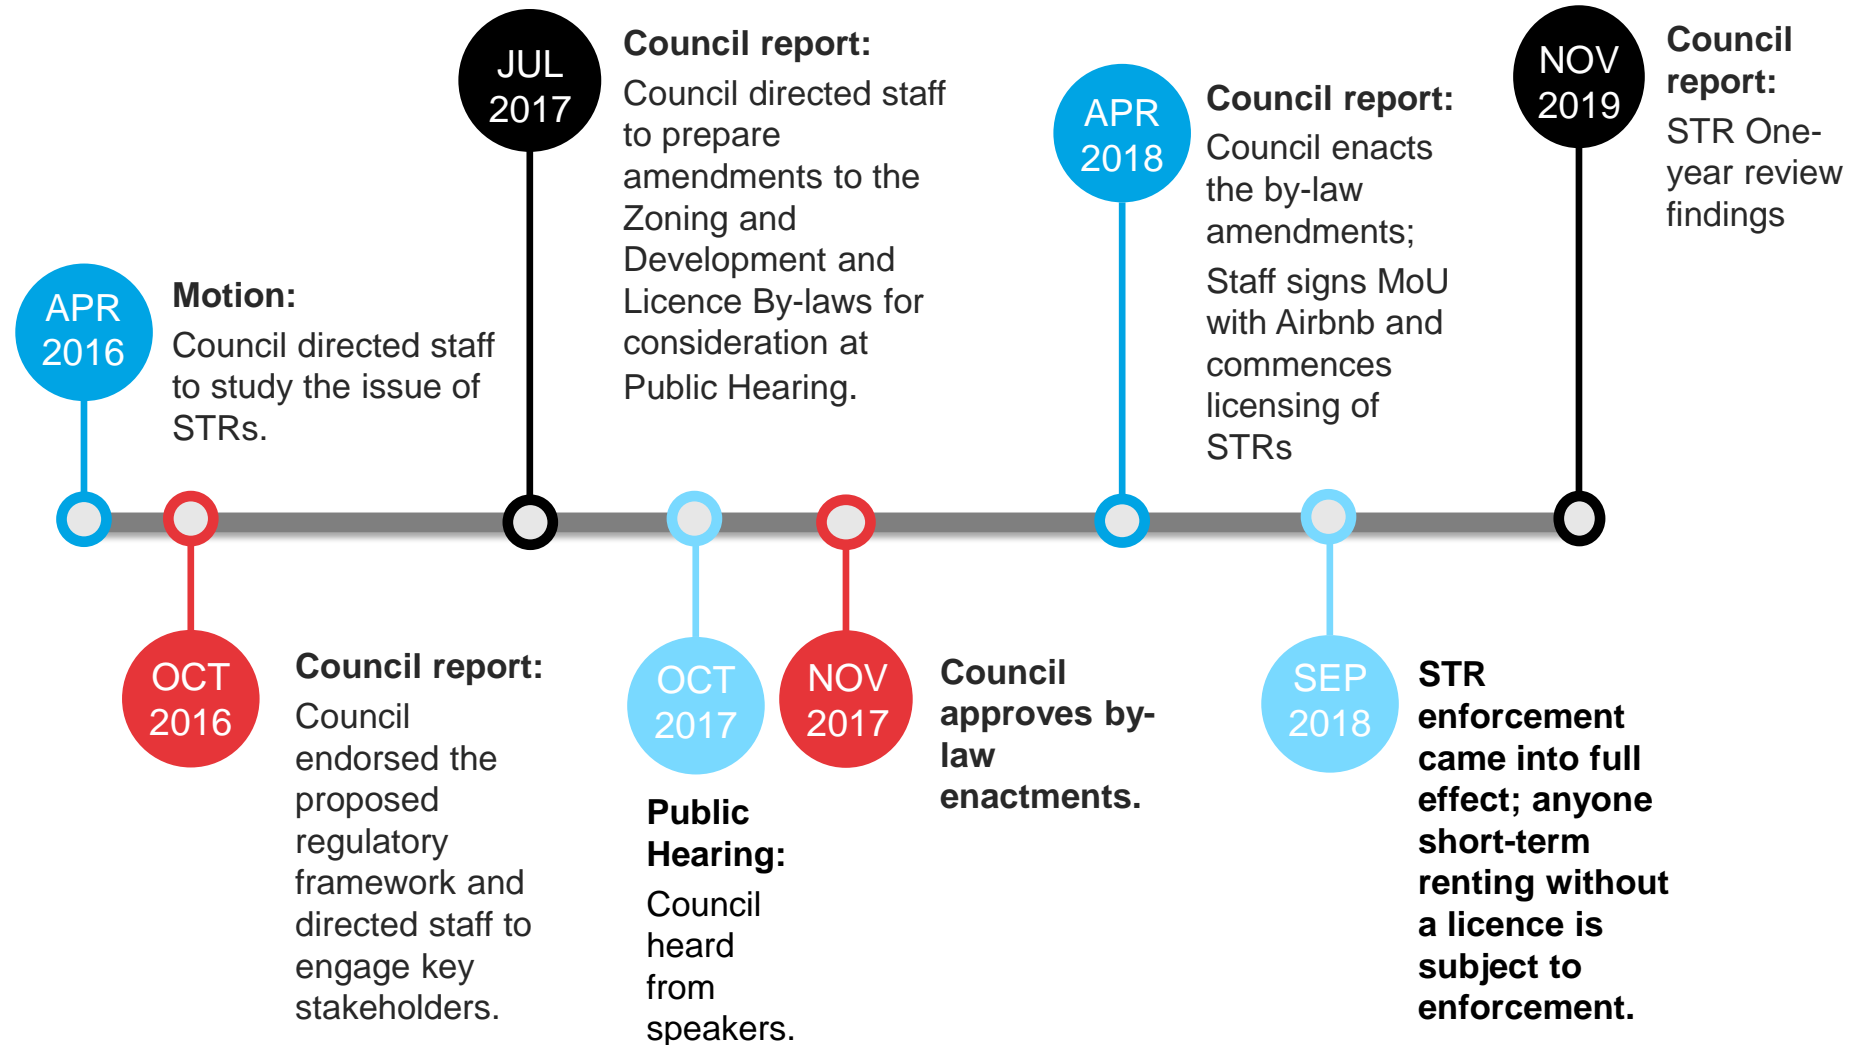 APR
2016
Motion:
Council directed staff
to study the issue of
STRs.
OCT
2016
Council report:
Council
endorsed the
proposed
regulatory
framework and
directed staff to
engage key
stakeholders.
JUL
2017
Council report:
Council directed staff
to prepare
amendments to the
Zoning and
Development and
Licence By-laws for
consideration at
Public Hearing.
OCT
2017
Public
Hearing:
Council
heard
from
speakers.
NOV
2017
Council
approves by-
law
enactments.
APR
2018
Council report:
Council enacts
the by-law
amendments;
Staff signs MoU
with Airbnb and
commences
licensing of
STRs
SEP
2018
STR
enforcement
came into full
effect; anyone
short-term
renting without
a licence is
subject to
enforcement.
NOV
2019
Council
report:
STR One-
year review
findings